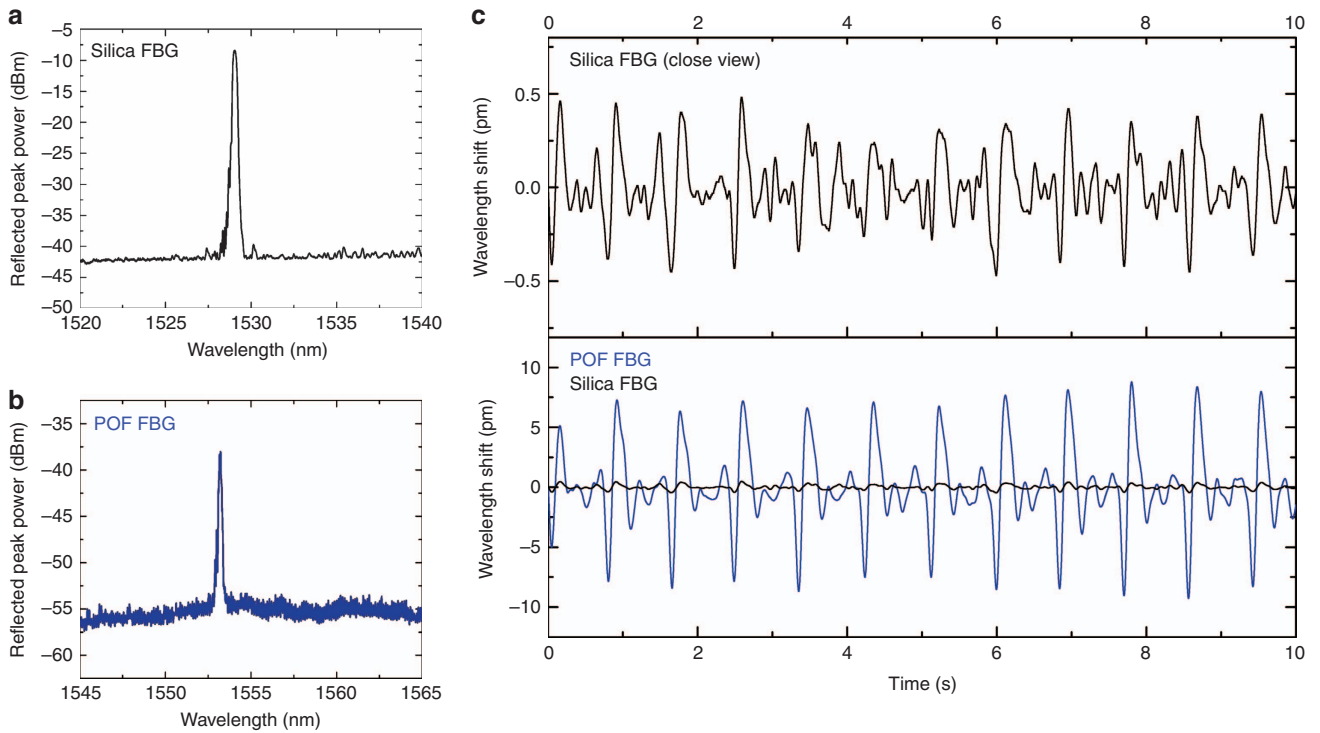 a
Silica FBG
Reflected peak power (dBm)
−5
−10
−15
−20
−25
−30
−35
−40
−45
−50
1520 1525 1530 1535 1540
Wavelength (nm)
b
POF FBG
Reflected peak power (dBm)
−35
−40
−45
−50
−55
−60
1545 1550 1555 1560 1565
Wavelength (nm)
c
0 2 4 6 8 10
Silica FBG (close view)
Wavelength shift (pm)
0.5
0.0
−0.5
POF FBG
Silica FBG
Wavelength shift (pm)
10
5
0
−5
−10
0 2 4 6 8 10
Time (s)